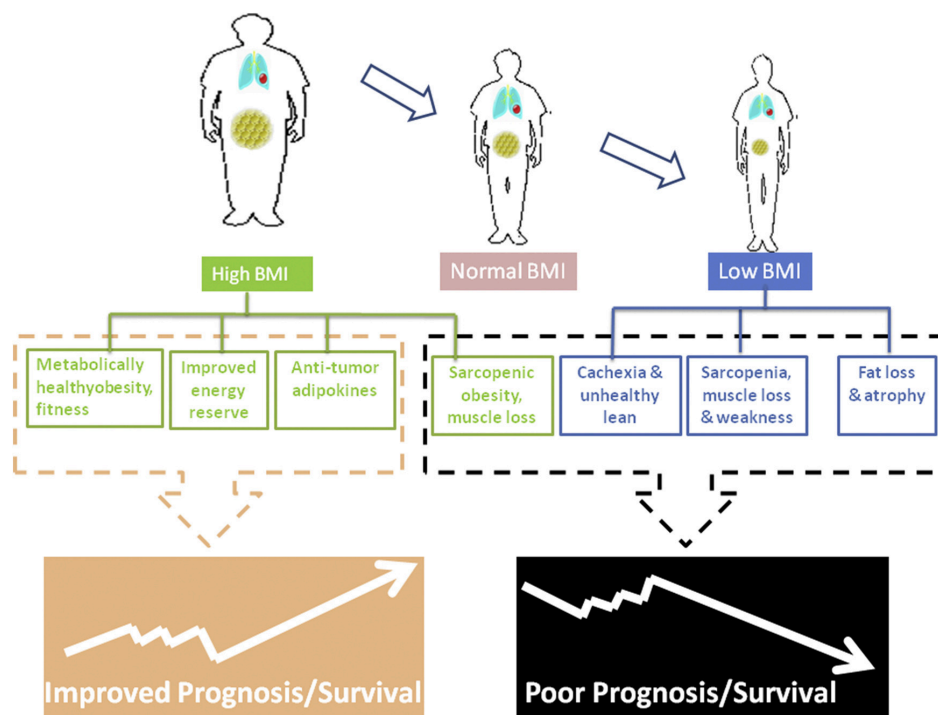 High BMI
Normal BMI
Low BMI
Metabolically
healthyobesity,
fitness
Improved
energy
reserve
Anti-tumor
adipokines
Sarcopenic
obesity,
muscle loss
Cachexia &
unhealthy
lean
Sarcopenia,
muscle loss
& weakness
Fat loss
& atrophy
Improved Prognosis/Survival
Poor Prognosis/Survival